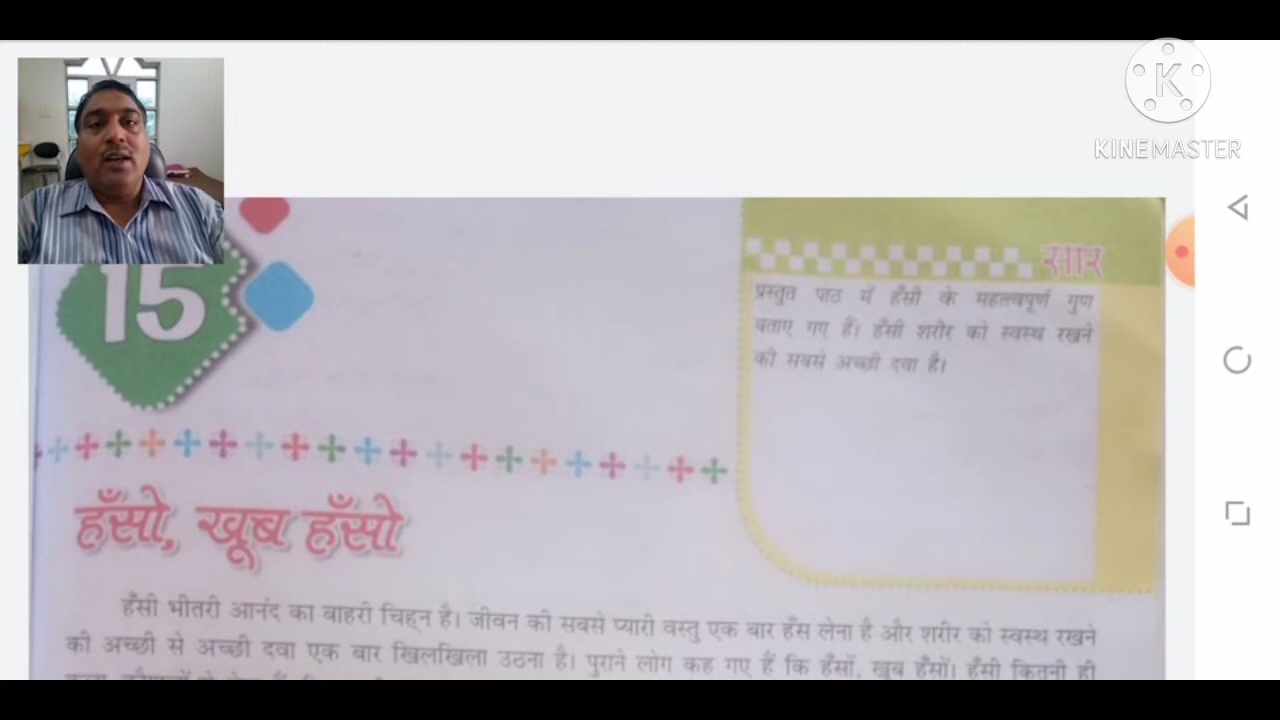 K
KINEMASTER
15
सार
प्रस्तुत पाठ में हँसी के महत्त्वपूर्ण गुण
बताए गए हैं। हँसी शरीर को स्वस्थ रखने
की सबसे अच्छी दवा है।
हँसो, खूब हँसो
हँसी भीतरी आनंद का बाहरी चिह्न है। जीवन की सबसे प्यारी वस्तु एक बार हँस लेना है और शरीर को स्वस्थ रखने
की अच्छी से अच्छी दवा एक बार खिलखिला उठना है। पुराने लोग कह गए हैं कि हँसों, खूब हँसों। हँसी कितनी ही